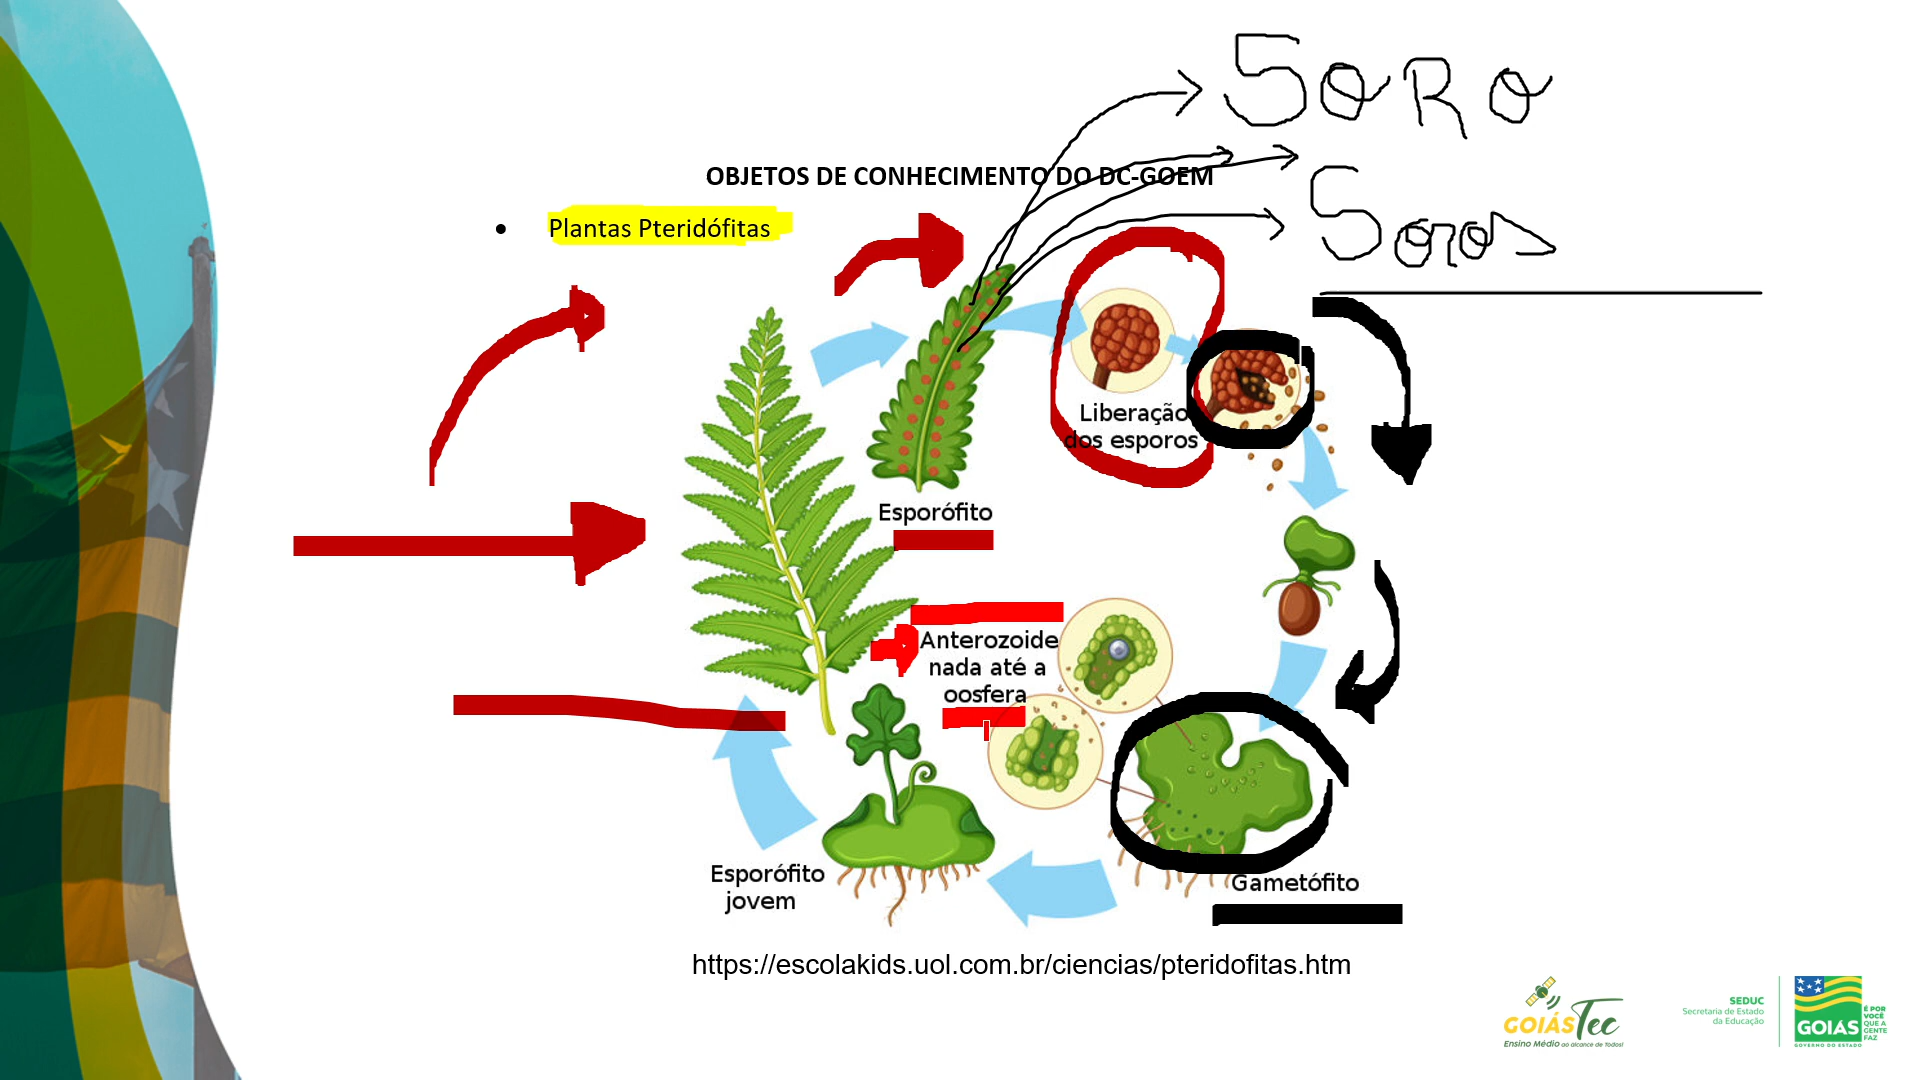 SORO
OBJETOS DE CONHECIMENTO DO DC-GOEM
Soros
• Plantas Pteridófitas
Liberação
dos esporos
Esporófito
Anterozoide
nada até a
oosfera
Esporófito
jovem
Gametófito
https://escolakids.uol.com.br/ciencias/pteridofitas.htm
GOIÁS Tec
Ensino Médio ao alcance de todos!
SEDUC
Secretaria de Estado
da Educação
GOIÁS
GOVERNO DO ESTADO
É POR
VOCÊ
QUE A
GENTE
FAZ